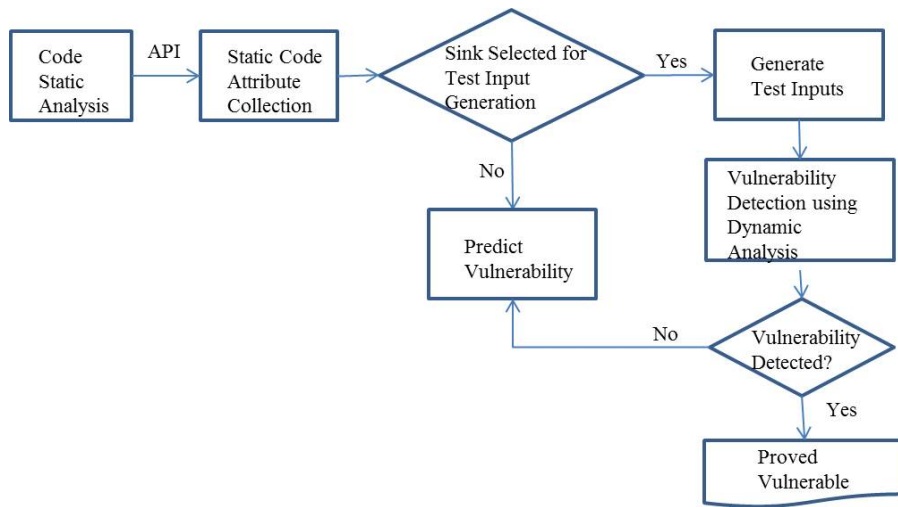 Code
Static
Analysis
API
Static Code
Attribute
Collection
Sink Selected for
Test Input
Generation
Yes
Generate
Test Inputs
No
Predict
Vulnerability
Vulnerability
Detection using
Dynamic
Analysis
No
Vulnerability
Detected?
Yes
Proved
Vulnerable